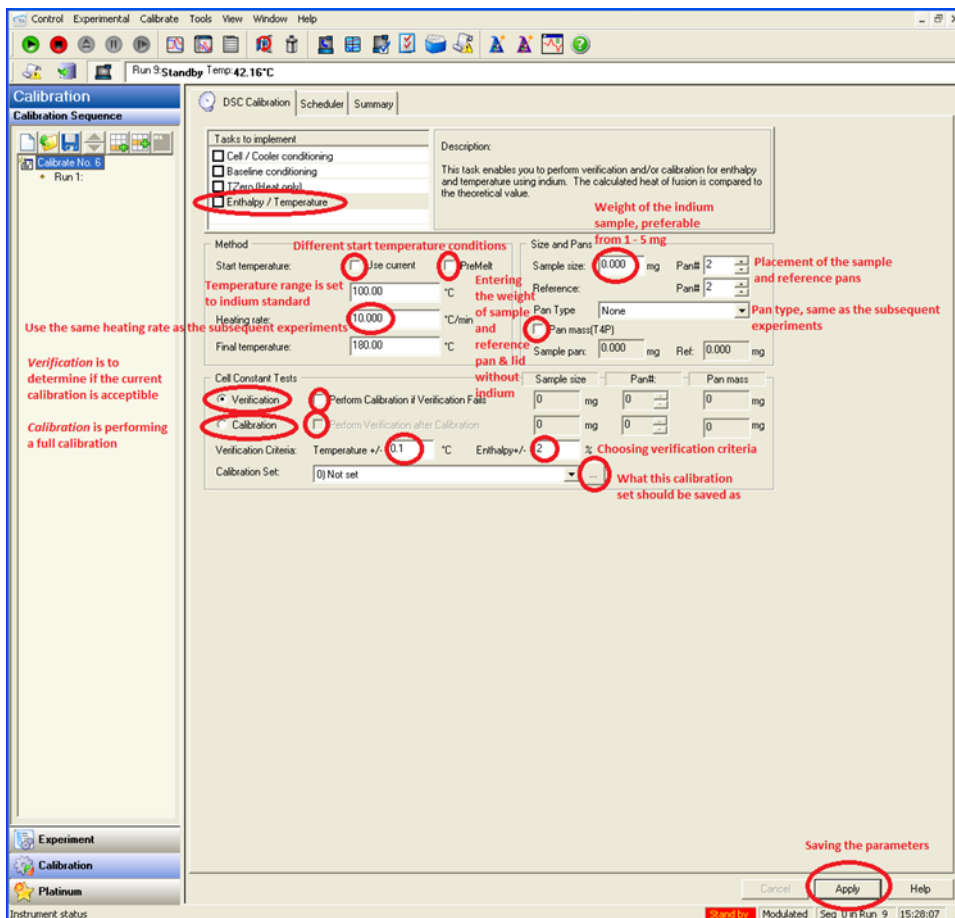 Control Experimental Calibrate Tools View Window Help
Run 9:Standby Temp:42.16°C
Calibration
Calibration Sequence
Calibrate No. 6
Run 1:
DSC Calibration Scheduler Summary
Tasks to implement
Cell / Cooler conditioning
Baseline conditioning
TZero (Heat only)
Enthalpy / Temperature
Description:
This task enables you to perform verification and/or calibration for enthalpy
and temperature using indium. The calculated heat of fusion is compared to
the theoretical value.
Weight of the indium
sample, preferable
from 1 - 5 mg
Method
Different start temperature conditions
Start temperature: Use current PreMelt
Temperature range is set
to indium standard
100.00 °C
Use the same heating rate as the subsequent experiments
Heating rate: 10.000 °C/min
Final temperature: 180.00 °C
Entering
the weight
of sample
and
reference
pan & lid
without
indium
Size and Pans
Sample size: 0.000 mg Pan# 2
Reference: Pan# 2
Placement of the sample
and reference pans
Pan Type None
Pan type, same as the subsequent
experiments
Pan mass(T4P)
Sample pan: 0.000 mg Ref: 0.000 mg
Verification is to
determine if the current
calibration is acceptible
Calibration is performing
a full calibration
Cell Constant Tests
Sample size Pan#: Pan mass
Verification Perform Calibration if Verification Fails 0 mg 0 0 mg
Calibration Perform Verification after Calibration 0 mg 0 0 mg
Verification Criteria: Temperature +/- 0.1 °C Enthalpy+/- 2 %
Choosing verification criteria
Calibration Set: 0) Not set ...
What this calibration
set should be saved as
Experiment
Calibration
Platinum
Saving the parameters
Cancel Apply Help
Instrument status Stand by Modulated Seq 0 in Run 9 15:28:07